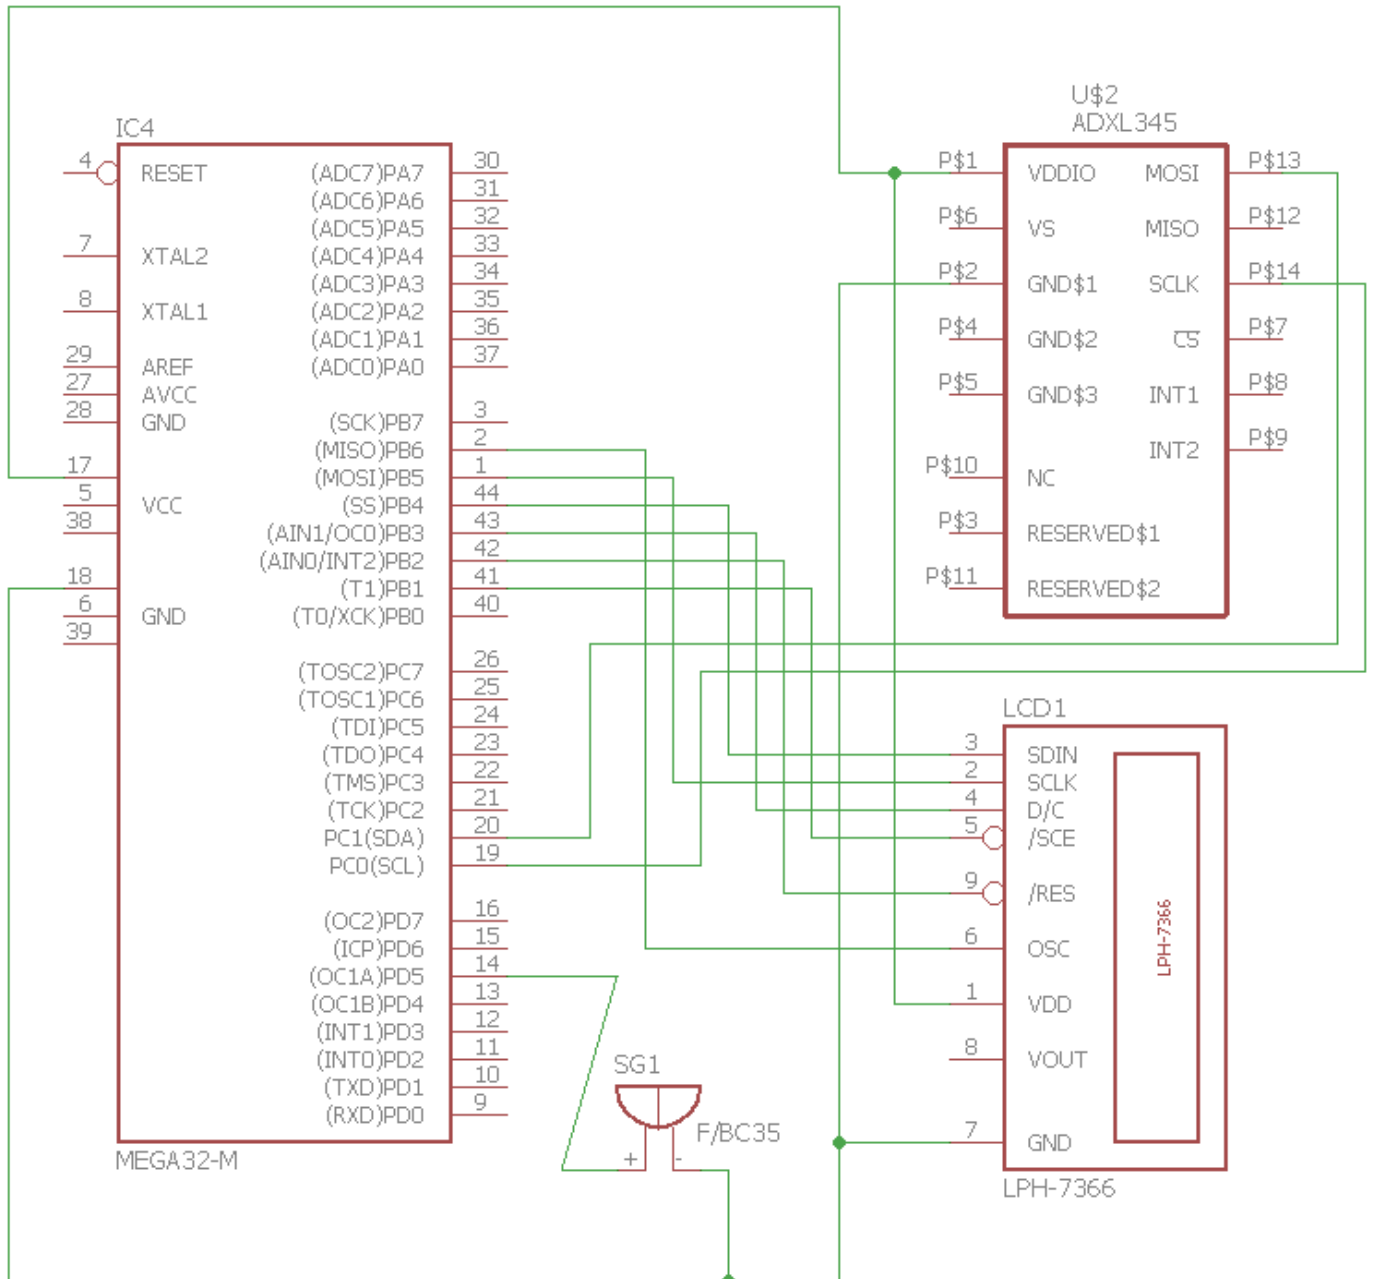 IC4
4 RESET
7 XTAL2
8 XTAL1
29 AREF
27 AVCC
28 GND
17
5 VCC
38
18
6 GND
39
(ADC7)PA7 30
(ADC6)PA6 31
(ADC5)PA5 32
(ADC4)PA4 33
(ADC3)PA3 34
(ADC2)PA2 35
(ADC1)PA1 36
(ADC0)PA0 37
(SCK)PB7 3
(MISO)PB6 2
(MOSI)PB5 1
(SS)PB4 44
(AIN1/OC0)PB3 43
(AIN0/INT2)PB2 42
(T1)PB1 41
(T0/XCK)PB0 40
(TOSC2)PC7 26
(TOSC1)PC6 25
(TDI)PC5 24
(TDO)PC4 23
(TMS)PC3 22
(TCK)PC2 21
PC1(SDA) 20
PC0(SCL) 19
(OC2)PD7 16
(ICP)PD6 15
(OC1A)PD5 14
(OC1B)PD4 13
(INT1)PD3 12
(INT0)PD2 11
(TXD)PD1 10
(RXD)PD0 9
MEGA32-M
SG1
F/BC35
+ -
U$2
ADXL345
P$1 VDDIO
P$6 VS
P$2 GND$1
P$4 GND$2
P$5 GND$3
P$10 NC
P$3 RESERVED$1
P$11 RESERVED$2
MOSI P$13
MISO P$12
SCLK P$14
CS P$7
INT1 P$8
INT2 P$9
LCD1
3 SDIN
2 SCLK
4 D/C
5 /SCE
9 /RES
6 OSC
1 VDD
8 VOUT
7 GND
LPH-7366
LPH-7366